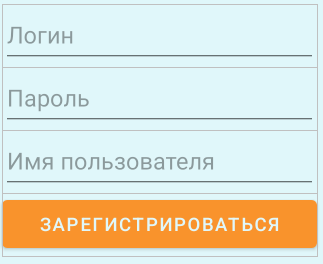 Логин
Пароль
Имя пользователя
ЗАРЕГИСТРИРОВАТЬСЯ